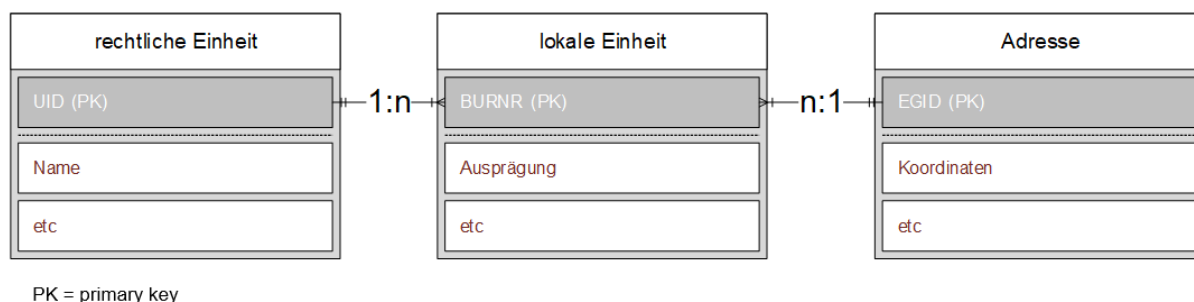 rechtliche Einheit
lokale Einheit
Adresse
UID (PK)
1:n
BURNR (PK)
n:1
EGID (PK)
Name
Ausprägung
Koordinaten
etc
etc
etc
PK = primary key